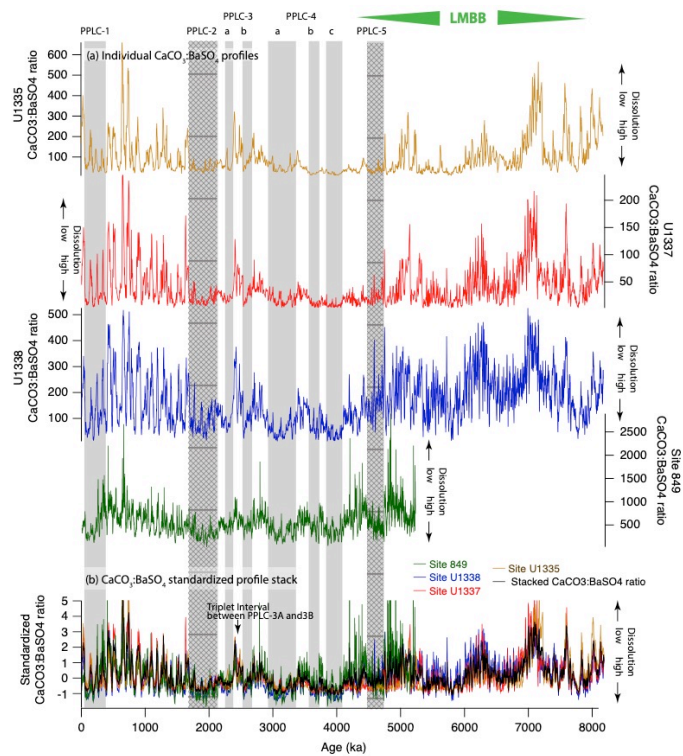 LMBB
PPLC-3 PPLC-4
PPLC-1 PPLC-2 a b a b c PPLC-5
(a) Individual CaCO3:BaSO4 profiles
U1335
CaCO3:BaSO4 ratio
600
500
400
300
200
100
Dissolution
low high
Dissolution
low high
200
150
100
50
U1337
CaCO3:BaSO4 ratio
U1338
CaCO3:BaSO4 ratio
500
400
300
200
100
Dissolution
low high
2500
2000
1500
1000
500
Site 849
CaCO3:BaSO4 ratio
Dissolution
low high
(b) CaCO3:BaSO4 standardized profile stack
Site 849
Site U1338
Site U1337
Site U1335
Stacked CaCO3:BaSO4 ratio
Triplet Interval
between PPLC-3A and3B
Standardized
CaCO3:BaSO4 ratio
5
4
3
2
1
0
-1
Dissolution
low high
0 1000 2000 3000 4000 5000 6000 7000 8000
Age (ka)